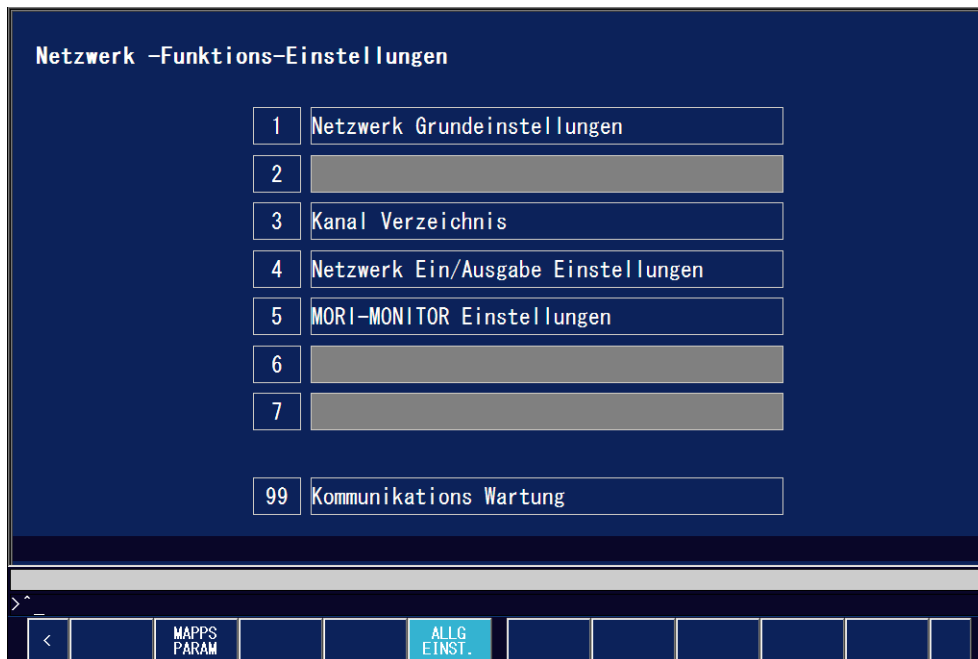 Netzwerk -Funktions-Einstellungen
1 Netzwerk Grundeinstellungen
2
3 Kanal Verzeichnis
4 Netzwerk Ein/Ausgabe Einstellungen
5 MORI-MONITOR Einstellungen
6
7
99 Kommunikations Wartung
>^_
< MAPPS PARAM ALLG EINST.